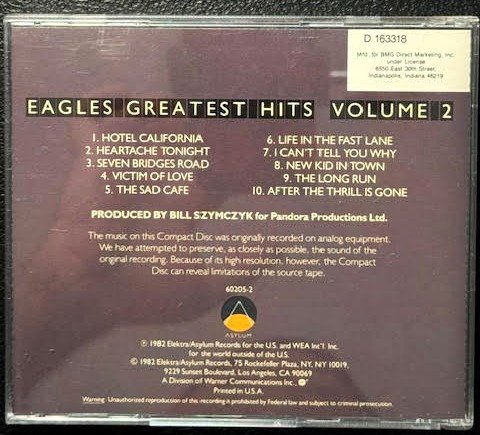 D 163318
Mfd. for BMG Direct Marketing, Inc.
under License
6550 East 30th Street,
Indianapolis, Indiana 46219
EAGLES GREATEST HITS VOLUME 2
1. HOTEL CALIFORNIA
2. HEARTACHE TONIGHT
3. SEVEN BRIDGES ROAD
4. VICTIM OF LOVE
5. THE SAD CAFE
6. LIFE IN THE FAST LANE
7. I CAN'T TELL YOU WHY
8. NEW KID IN TOWN
9. THE LONG RUN
10. AFTER THE THRILL IS GONE
PRODUCED BY BILL SZYMCZYK for Pandora Productions Ltd.
The music on this Compact Disc was originally recorded on analog equipment.
We have attempted to preserve, as closely as possible, the sound of the
original recording. Because of its high resolution, however, the Compact
Disc can reveal limitations of the source tape.
60205-2
ASYLUM
℗ 1982 Elektra/Asylum Records for the U.S. and WEA Int'l. Inc.
for the world outside of the U.S.
© 1982 Elektra/Asylum Records, 75 Rockefeller Plaza, NY, NY 10019,
9229 Sunset Boulevard, Los Angeles, CA 90069
A Division of Warner Communications Inc.,
Printed in U.S.A.
Warning: Unauthorized reproduction of this recording is prohibited by Federal law and subject to criminal prosecution.